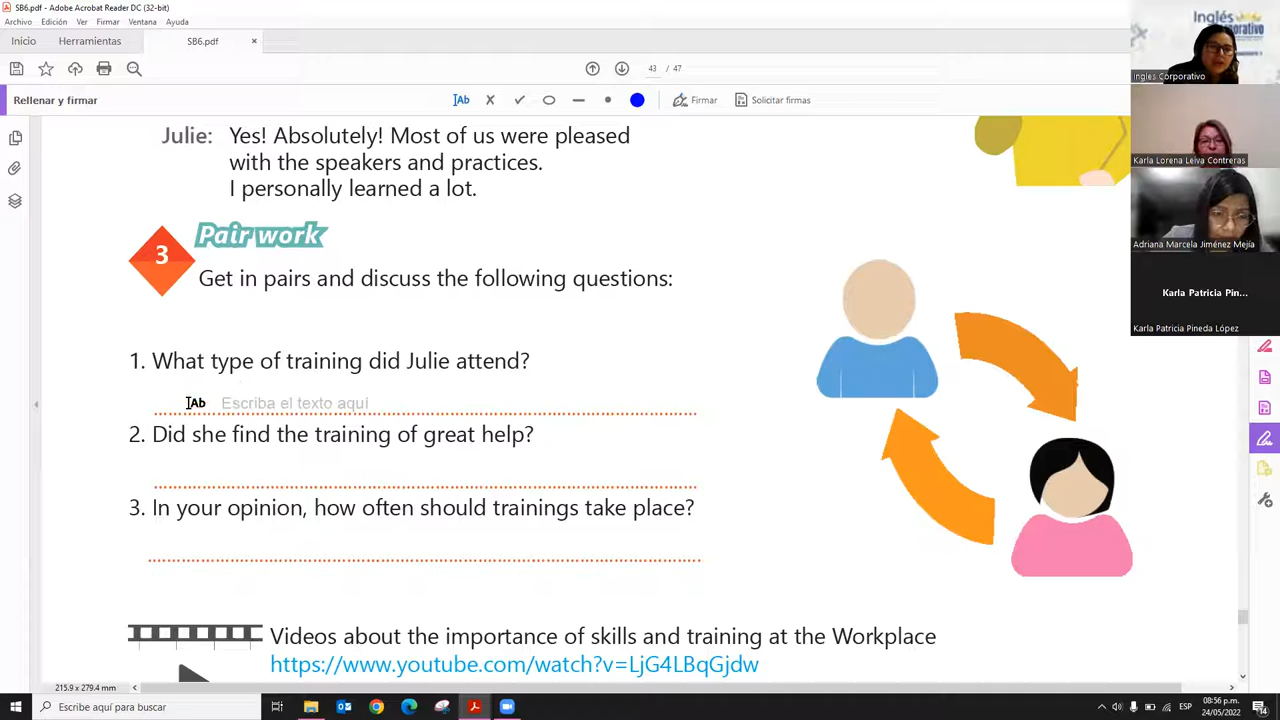 SB6.pdf - Adobe Acrobat Reader DC (32-bit)
Archivo Edición Ver Firmar Ventana Ayuda
Inicio Herramientas SB6.pdf ×
43 / 47
Rellenar y firmar
Ab
Firmar
Solicitar firmas
Julie: Yes! Absolutely! Most of us were pleased
with the speakers and practices.
I personally learned a lot.
3
Pair work
Get in pairs and discuss the following questions:
1. What type of training did Julie attend?
Ab Escriba el texto aquí
2. Did she find the training of great help?
3. In your opinion, how often should trainings take place?
Videos about the importance of skills and training at the Workplace
https://www.youtube.com/watch?v=LjG4LBqGjdw
215.9 x 279.4 mm
Inglés
Ingles Corporativo
Karla Lorena Leiva Contreras
Adriana Marcela Jiménez Mejía
Karla Patricia Pin...
Karla Patricia Pineda López
Escribe aquí para buscar
ESP
08:56 p.m.
24/05/2022
14